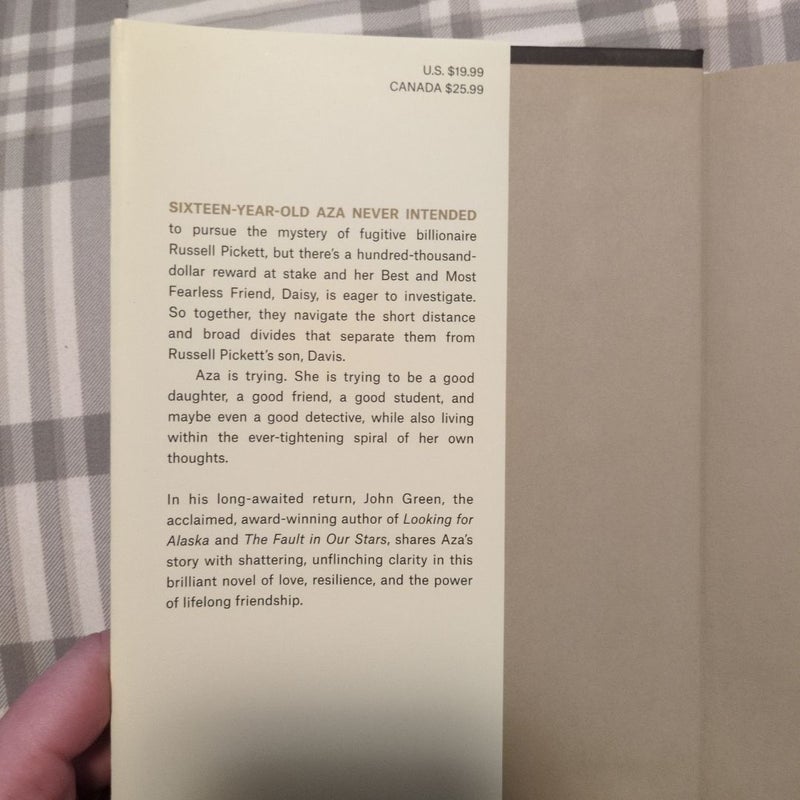 U.S. $19.99
CANADA $25.99
SIXTEEN-YEAR-OLD AZA NEVER INTENDED
to pursue the mystery of fugitive billionaire
Russell Pickett, but there's a hundred-thousand-
dollar reward at stake and her Best and Most
Fearless Friend, Daisy, is eager to investigate.
So together, they navigate the short distance
and broad divides that separate them from
Russell Pickett's son, Davis.
Aza is trying. She is trying to be a good
daughter, a good friend, a good student, and
maybe even a good detective, while also living
within the ever-tightening spiral of her own
thoughts.
In his long-awaited return, John Green, the
acclaimed, award-winning author of Looking for
Alaska and The Fault in Our Stars, shares Aza's
story with shattering, unflinching clarity in this
brilliant novel of love, resilience, and the power
of lifelong friendship.